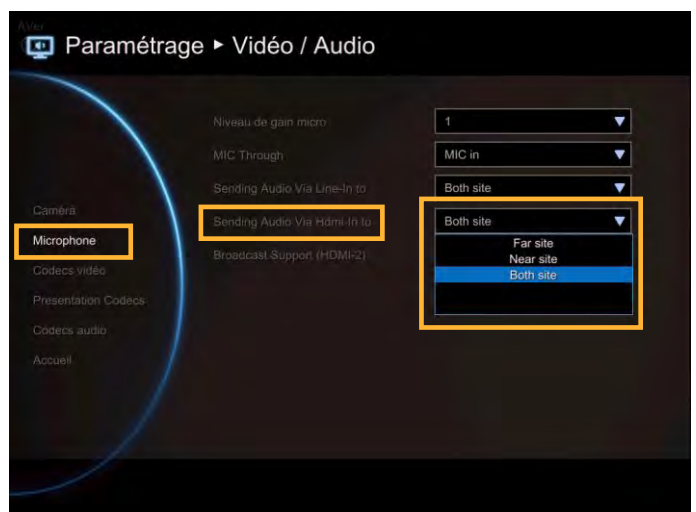 AVer
Paramétrage ▸ Vidéo / Audio
Niveau de gain micro 1
MIC Through MIC in
Sending Audio Via Line-In to Both site
Sending Audio Via Hdmi-In to Both site
Far site
Near site
Both site
Broadcast Support (HDMI-2)
Caméra
Microphone
Codecs vidéo
Presentation Codecs
Codecs audio
Accueil